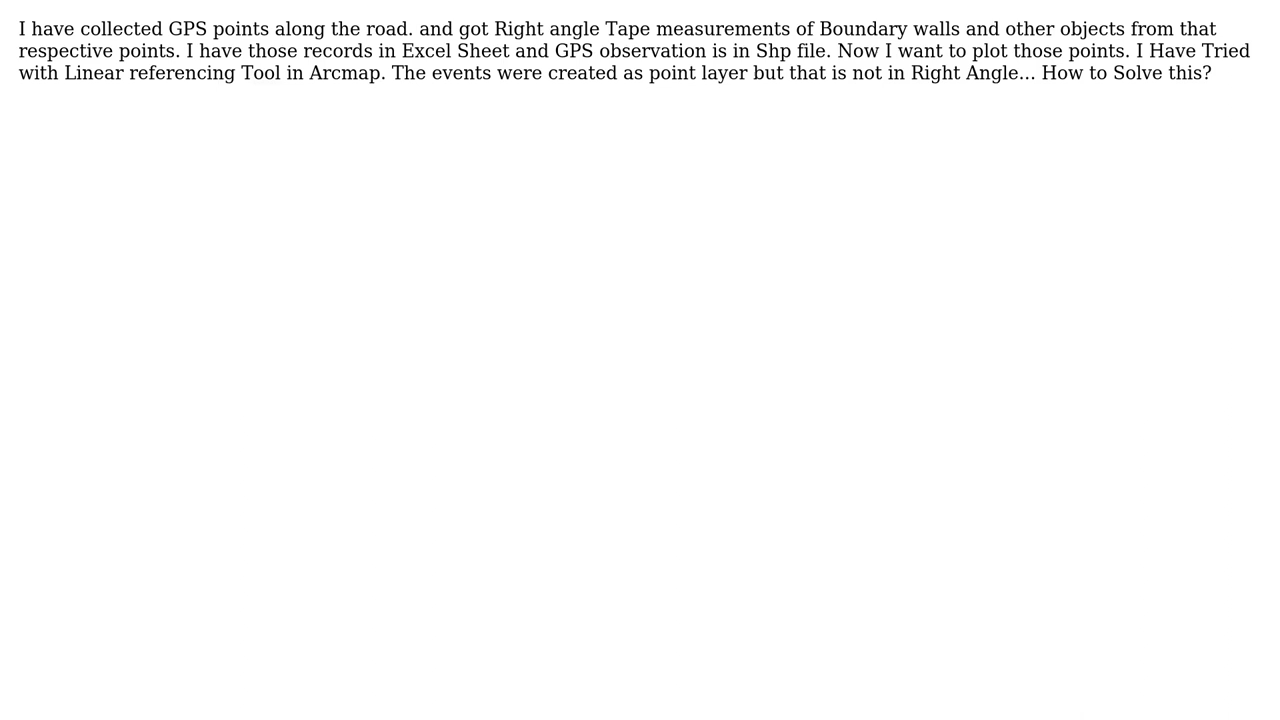 I have collected GPS points along the road. and got Right angle Tape measurements of Boundary walls and other objects from that
respective points. I have those records in Excel Sheet and GPS observation is in Shp file. Now I want to plot those points. I Have Tried
with Linear referencing Tool in Arcmap. The events were created as point layer but that is not in Right Angle... How to Solve this?